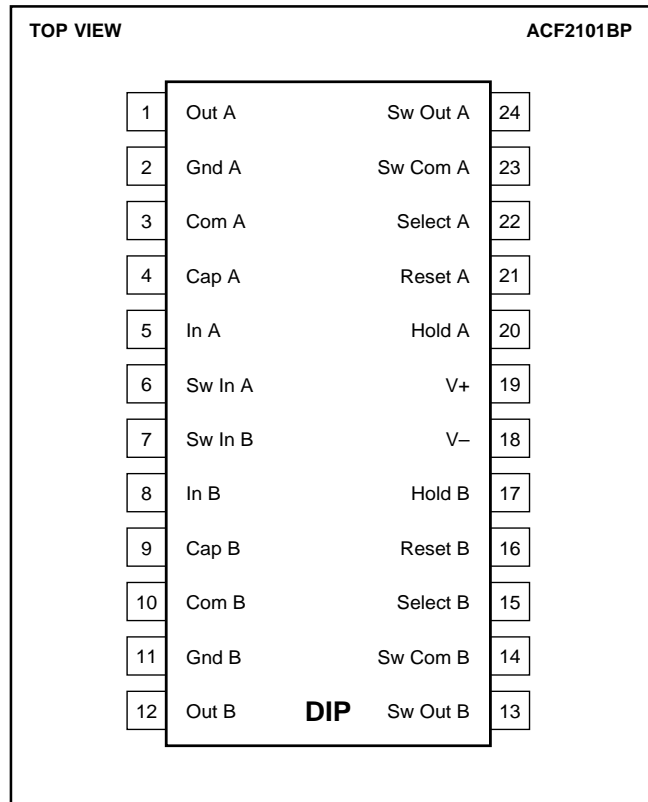 TOP VIEW ACF2101BP
1 Out A Sw Out A 24
2 Gnd A Sw Com A 23
3 Com A Select A 22
4 Cap A Reset A 21
5 In A Hold A 20
6 Sw In A V+ 19
7 Sw In B V– 18
8 In B Hold B 17
9 Cap B Reset B 16
10 Com B Select B 15
11 Gnd B Sw Com B 14
12 Out B DIP Sw Out B 13